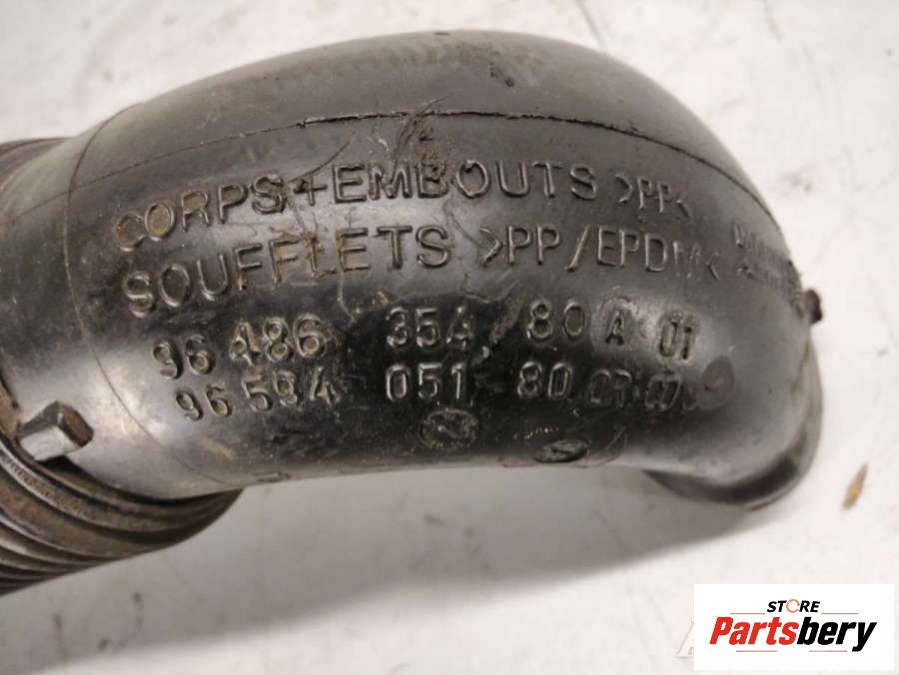 CORPS+EMBOUTS >PP<
SOUFFLETS >PP/EPDM<
96 486 354 80 A 01
96 594 051 80
STORE
Partsbery